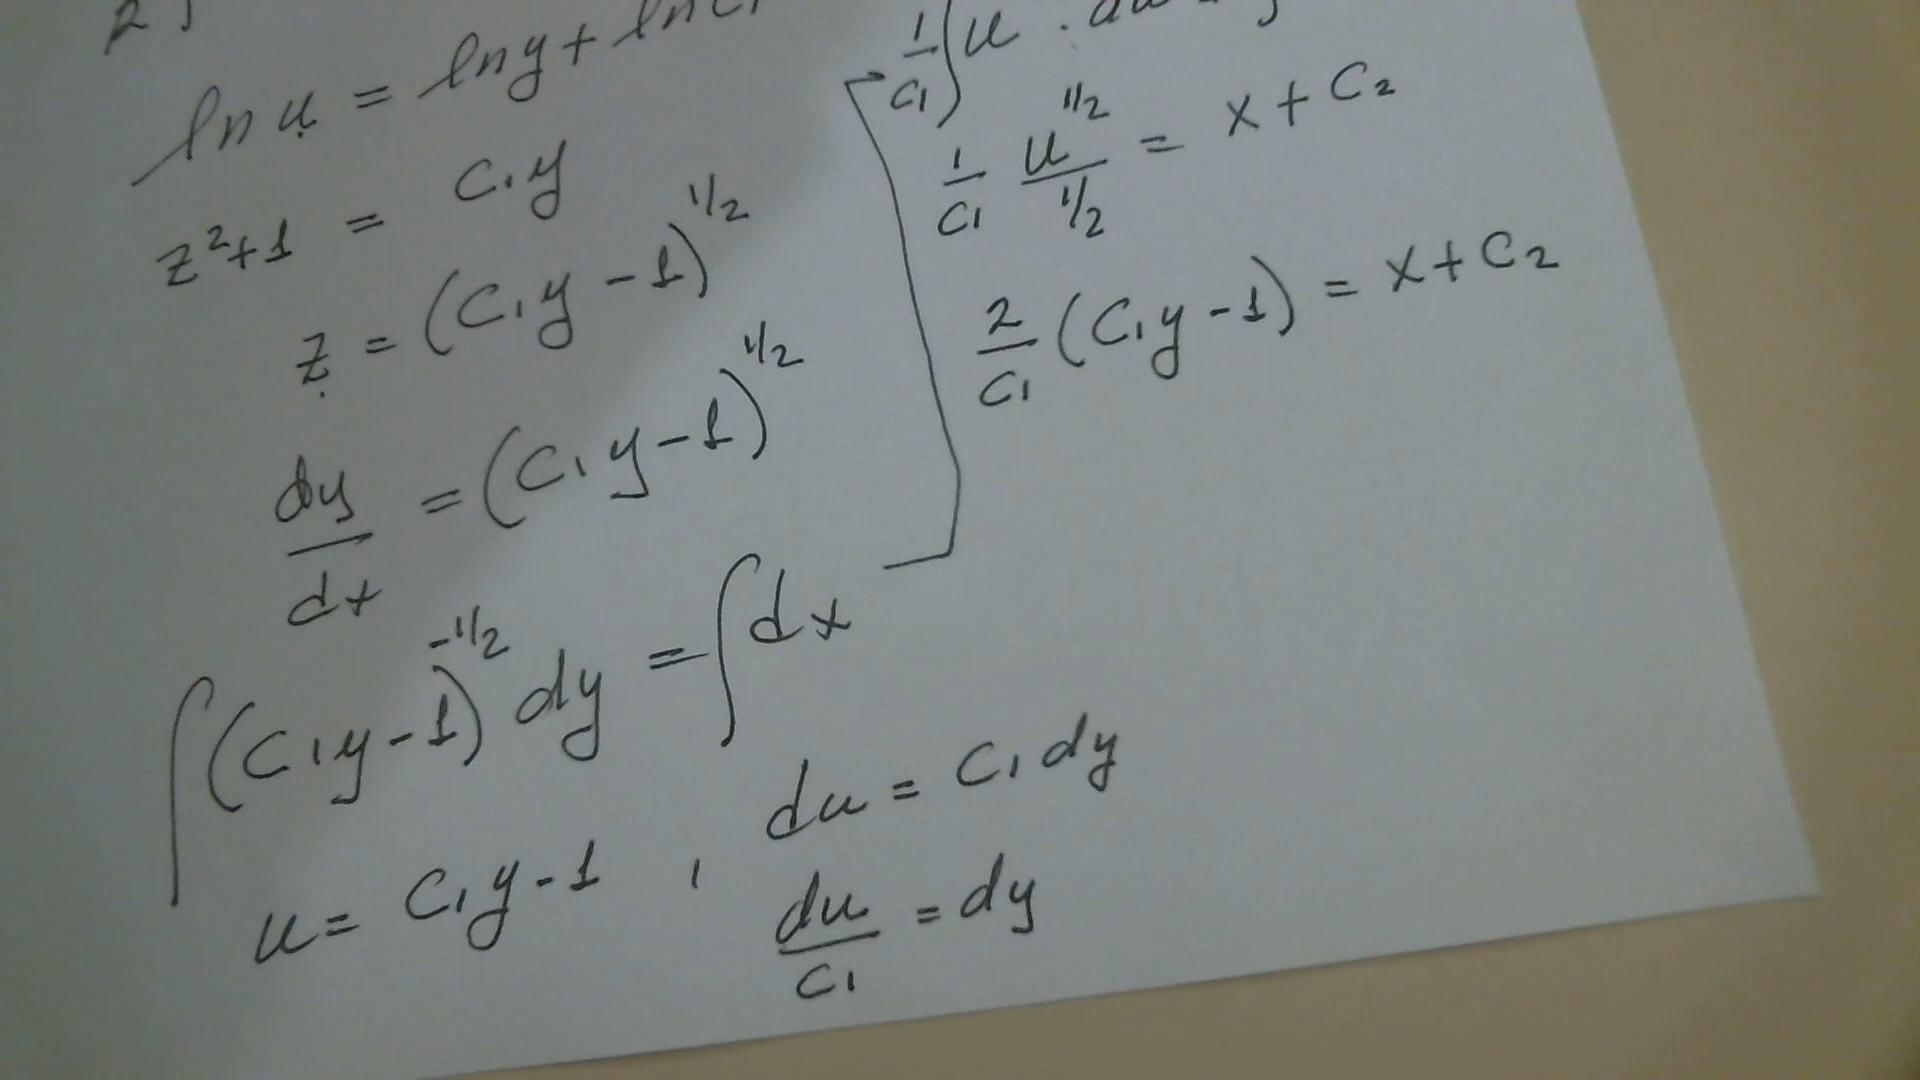 ln u = ln y + ln c₁
z² + 1 = c₁y
z = (c₁y - 1)^1/2
dy/dx = (c₁y - 1)^1/2
∫(c₁y - 1)^-1/2 dy = ∫dx
u = c₁y - 1 , du = c₁dy
du/c₁ = dy
1/c₁ ∫u · du
1/c₁ u^1/2 / 1/2 = x + c₂
2/c₁ (c₁y - 1) = x + c₂